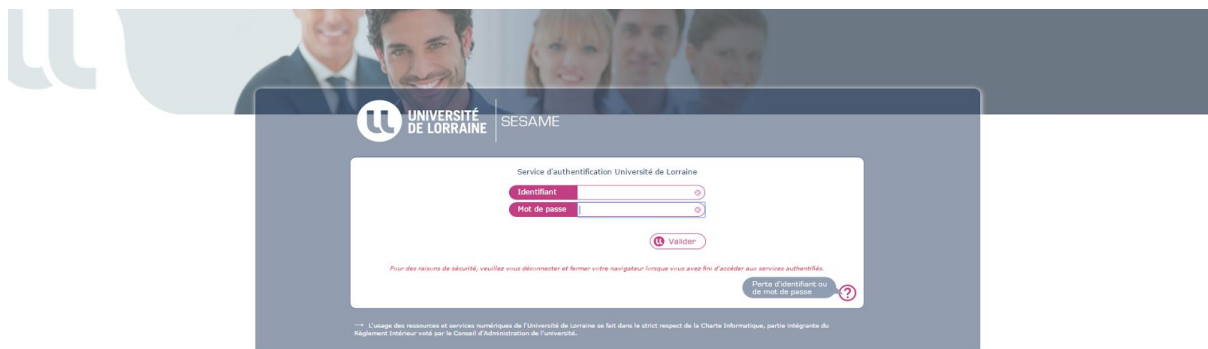 UNIVERSITÉ
DE LORRAINE
SESAME
Service d'authentification Université de Lorraine
Identifiant
Mot de passe
Valider
Pour des raisons de sécurité, veuillez vous déconnecter et fermer votre navigateur lorsque vous avez fini d'accéder aux services authentifiés.
Perte d'identifiant ou
de mot de passe
?
→ L'usage des ressources et services numériques de l'Université de Lorraine se fait dans le strict respect de la Charte Informatique, partie intégrante du
Règlement Intérieur voté par le Conseil d'Administration de l'université.